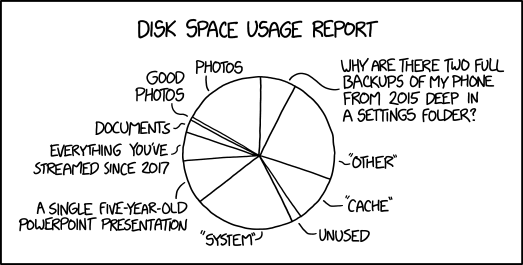 DISK SPACE USAGE REPORT
PHOTOS
GOOD
PHOTOS
DOCUMENTS
EVERYTHING YOU'VE
STREAMED SINCE 2017
A SINGLE FIVE-YEAR-OLD
POWERPOINT PRESENTATION
"SYSTEM"
UNUSED
"CACHE"
"OTHER"
WHY ARE THERE TWO FULL
BACKUPS OF MY PHONE
FROM 2015 DEEP IN
A SETTINGS FOLDER?